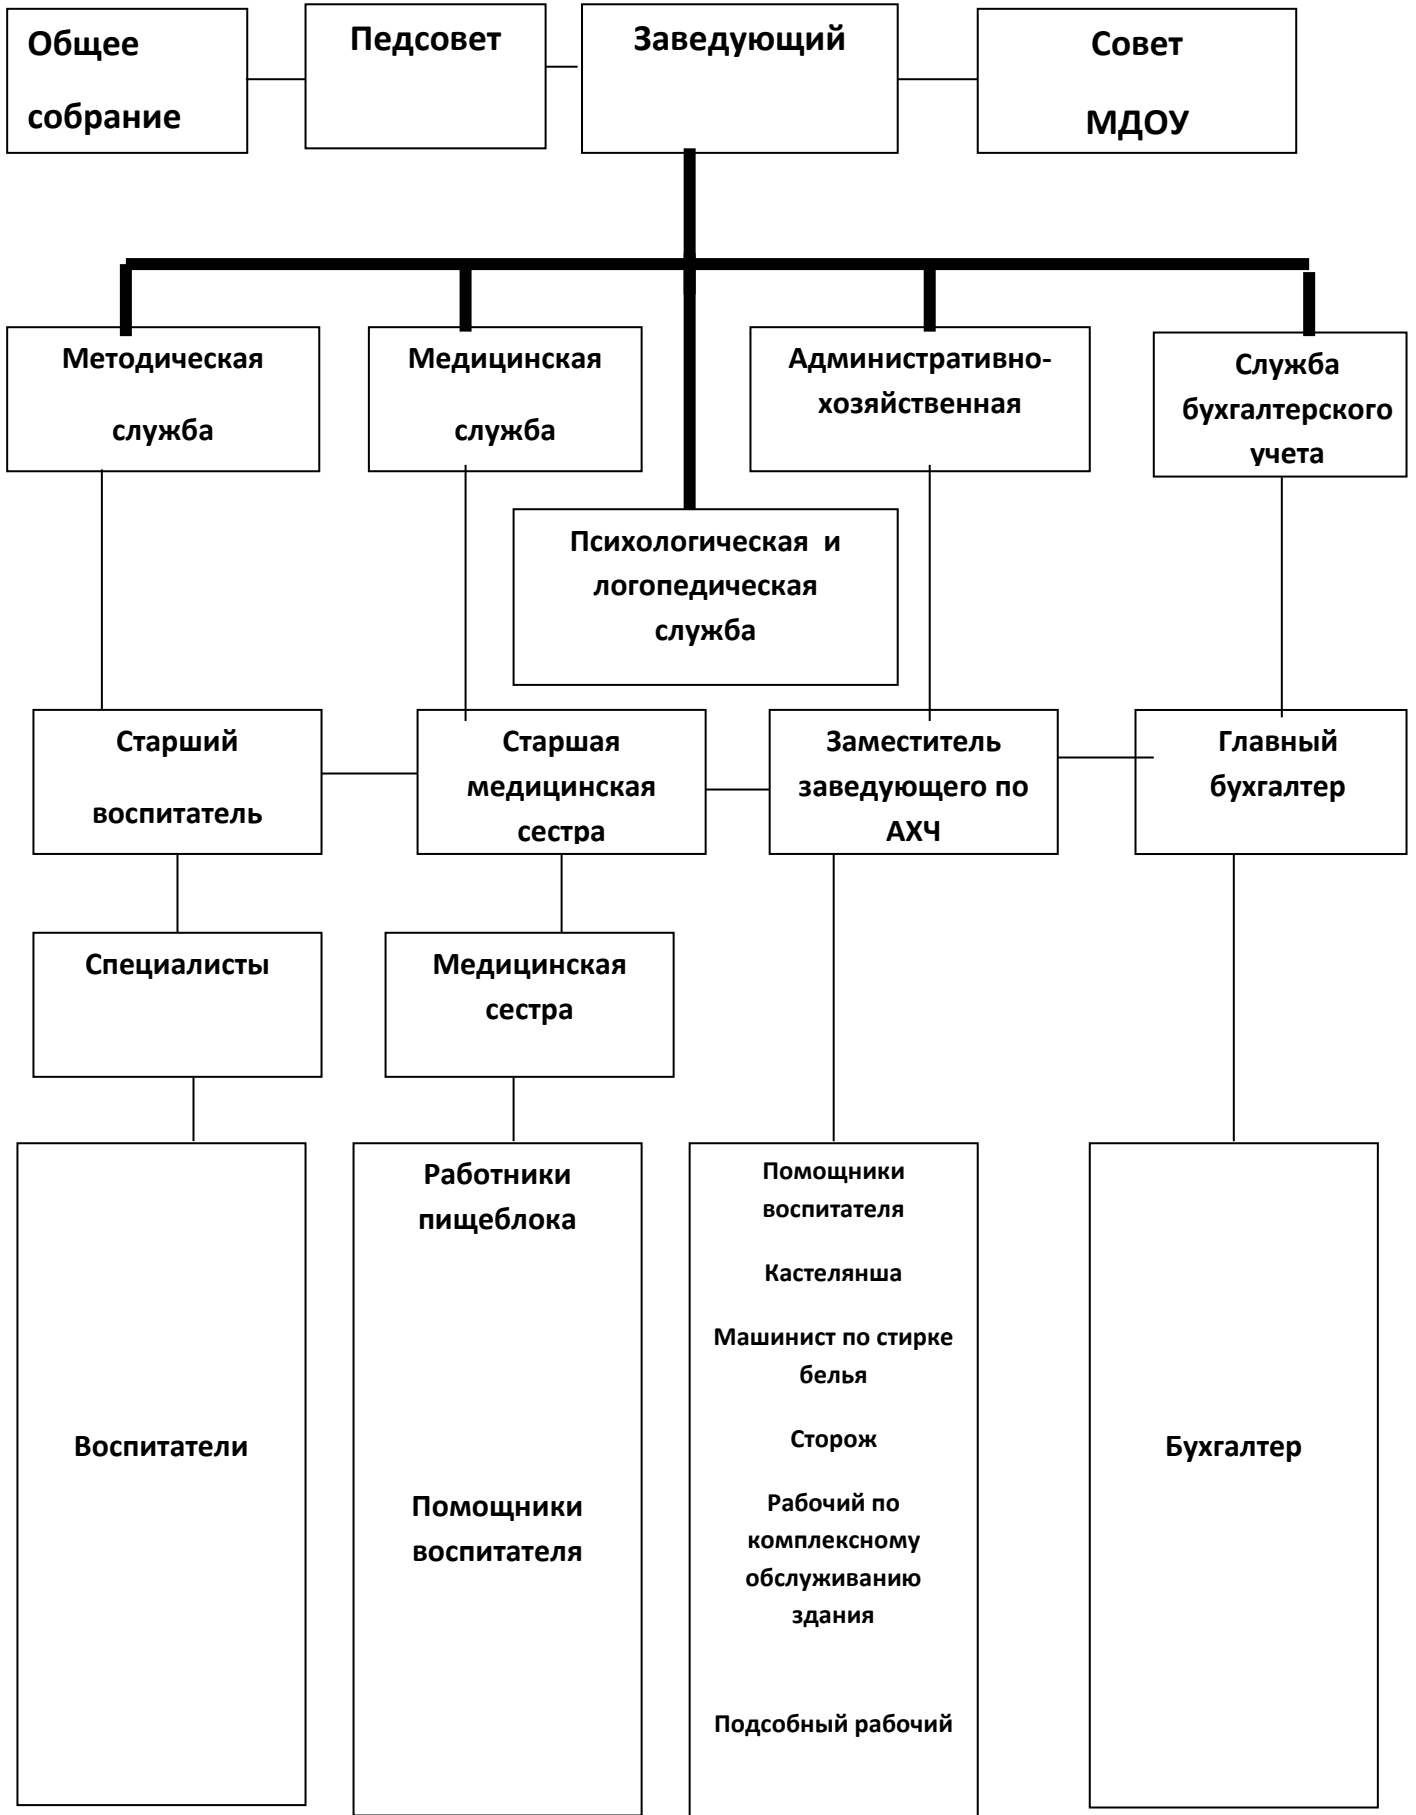 Общее
собрание
Педсовет
Заведующий
Совет
МДОУ
Методическая
служба
Медицинская
служба
Административно-
хозяйственная
Служба
бухгалтерского
учета
Психологическая и
логопедическая
служба
Старший
воспитатель
Старшая
медицинская
сестра
Заместитель
заведующего по
АХЧ
Главный
бухгалтер
Специалисты
Медицинская
сестра
Воспитатели
Работники
пищеблока
Помощники
воспитателя
Помощники
воспитателя
Кастелянша
Машинист по стирке
белья
Сторож
Рабочий по
комплексному
обслуживанию
здания
Подсобный рабочий
Бухгалтер